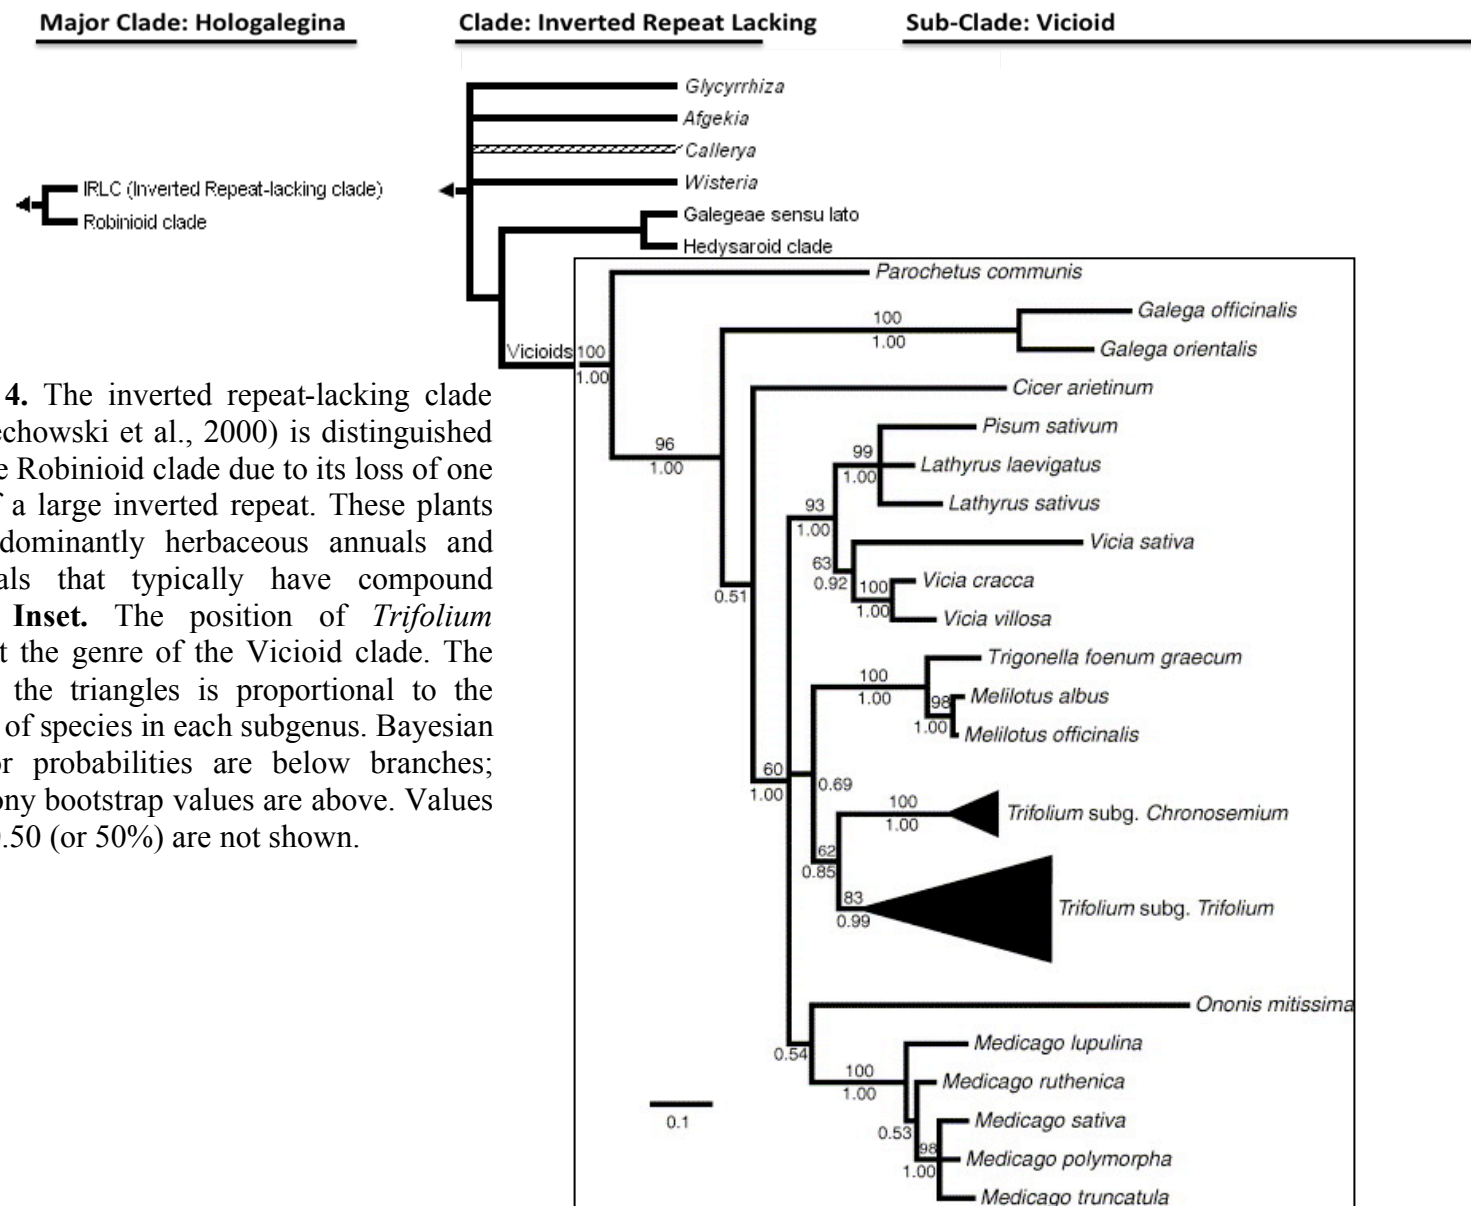 Major Clade: Hologalegina
Clade: Inverted Repeat Lacking
Sub-Clade: Vicioid
Glycyrrhiza
Afgekia
Callerya
Wisteria
IRLC (Inverted Repeat-lacking clade)
Robinioid clade
Galegeae sensu lato
Hedysaroid clade
Parochetus communis
100
1.00
Galega officinalis
Galega orientalis
Vicioids
100
1.00
Cicer arietinum
96
1.00
Pisum sativum
99
1.00
Lathyrus laevigatus
Lathyrus sativus
93
1.00
Vicia sativa
63
0.92
100
1.00
Vicia cracca
Vicia villosa
0.51
Trigonella foenum graecum
100
1.00
98
1.00
Melilotus albus
Melilotus officinalis
60
1.00
0.69
100
1.00
Trifolium subg. Chronosemium
62
0.85
83
0.99
Trifolium subg. Trifolium
Ononis mitissima
0.54
Medicago lupulina
100
1.00
Medicago ruthenica
0.53
Medicago sativa
98
1.00
Medicago polymorpha
Medicago truncatula
0.1
4. The inverted repeat-lacking clade
echowski et al., 2000) is distinguished
e Robinioid clade due to its loss of one
f a large inverted repeat. These plants
dominantly herbaceous annuals and
als that typically have compound
Inset. The position of Trifolium
t the genre of the Vicioid clade. The
the triangles is proportional to the
of species in each subgenus. Bayesian
or probabilities are below branches;
ony bootstrap values are above. Values
.50 (or 50%) are not shown.